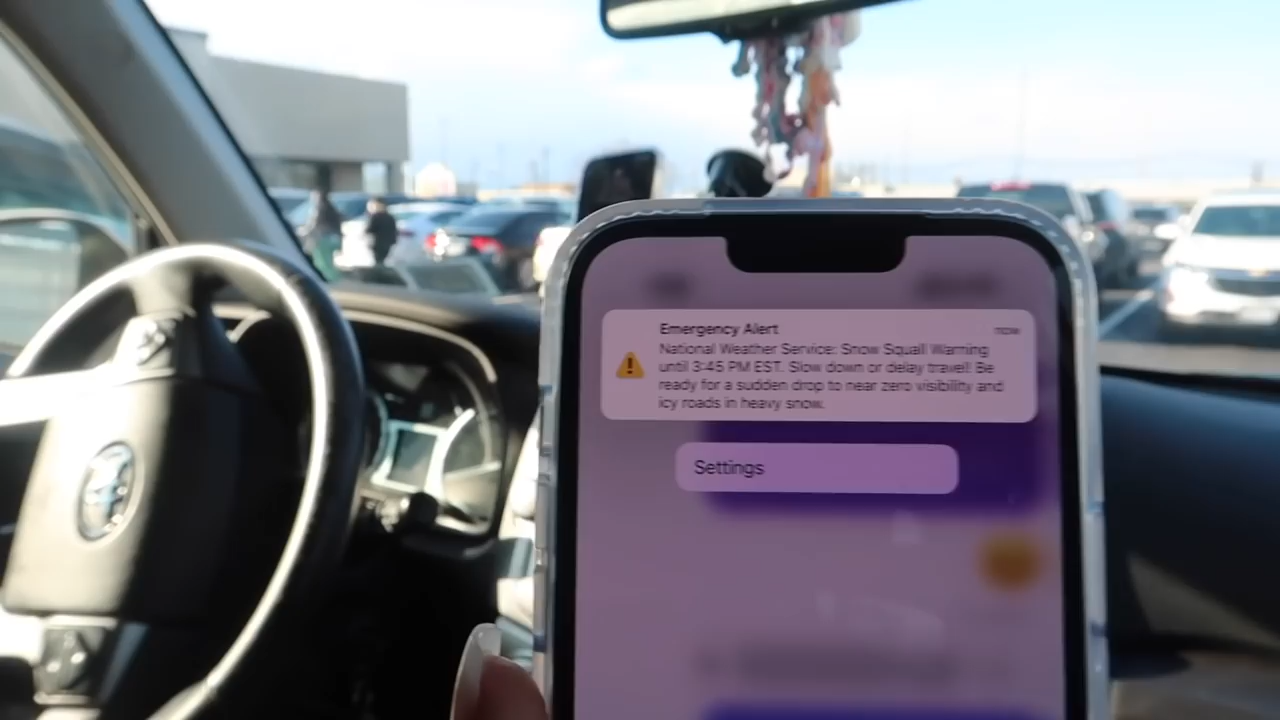 Emergency Alert
now
National Weather Service: Snow Squall Warning
until 3:45 PM EST. Slow down or delay travel! Be
ready for a sudden drop to near zero visibility and
icy roads in heavy snow.
Settings